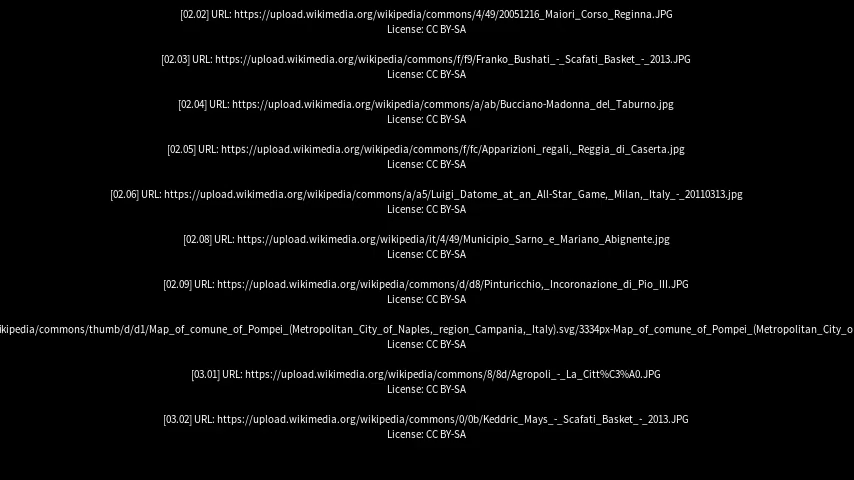 [02.02] URL: https://upload.wikimedia.org/wikipedia/commons/4/49/20051216_Maiori_Corso_Reginna.JPG
License: CC BY-SA
[02.03] URL: https://upload.wikimedia.org/wikipedia/commons/f/f9/Franko_Bushati_-_Scafati_Basket_-_2013.JPG
License: CC BY-SA
[02.04] URL: https://upload.wikimedia.org/wikipedia/commons/a/ab/Bucciano-Madonna_del_Taburno.jpg
License: CC BY-SA
[02.05] URL: https://upload.wikimedia.org/wikipedia/commons/f/fc/Apparizioni_regali,_Reggia_di_Caserta.jpg
License: CC BY-SA
[02.06] URL: https://upload.wikimedia.org/wikipedia/commons/a/a5/Luigi_Datome_at_an_All-Star_Game,_Milan,_Italy_-_20110313.jpg
License: CC BY-SA
[02.08] URL: https://upload.wikimedia.org/wikipedia/it/4/49/Municipio_Sarno_e_Mariano_Abignente.jpg
License: CC BY-SA
[02.09] URL: https://upload.wikimedia.org/wikipedia/commons/d/d8/Pinturicchio,_Incoronazione_di_Pio_III.JPG
License: CC BY-SA
ikipedia/commons/thumb/d/d1/Map_of_comune_of_Pompei_(Metropolitan_City_of_Naples,_region_Campania,_Italy).svg/3334px-Map_of_comune_of_Pompei_(Metropolitan_City_o
License: CC BY-SA
[03.01] URL: https://upload.wikimedia.org/wikipedia/commons/8/8d/Agropoli_-_La_Citt%C3%A0.JPG
License: CC BY-SA
[03.02] URL: https://upload.wikimedia.org/wikipedia/commons/0/0b/Keddric_Mays_-_Scafati_Basket_-_2013.JPG
License: CC BY-SA